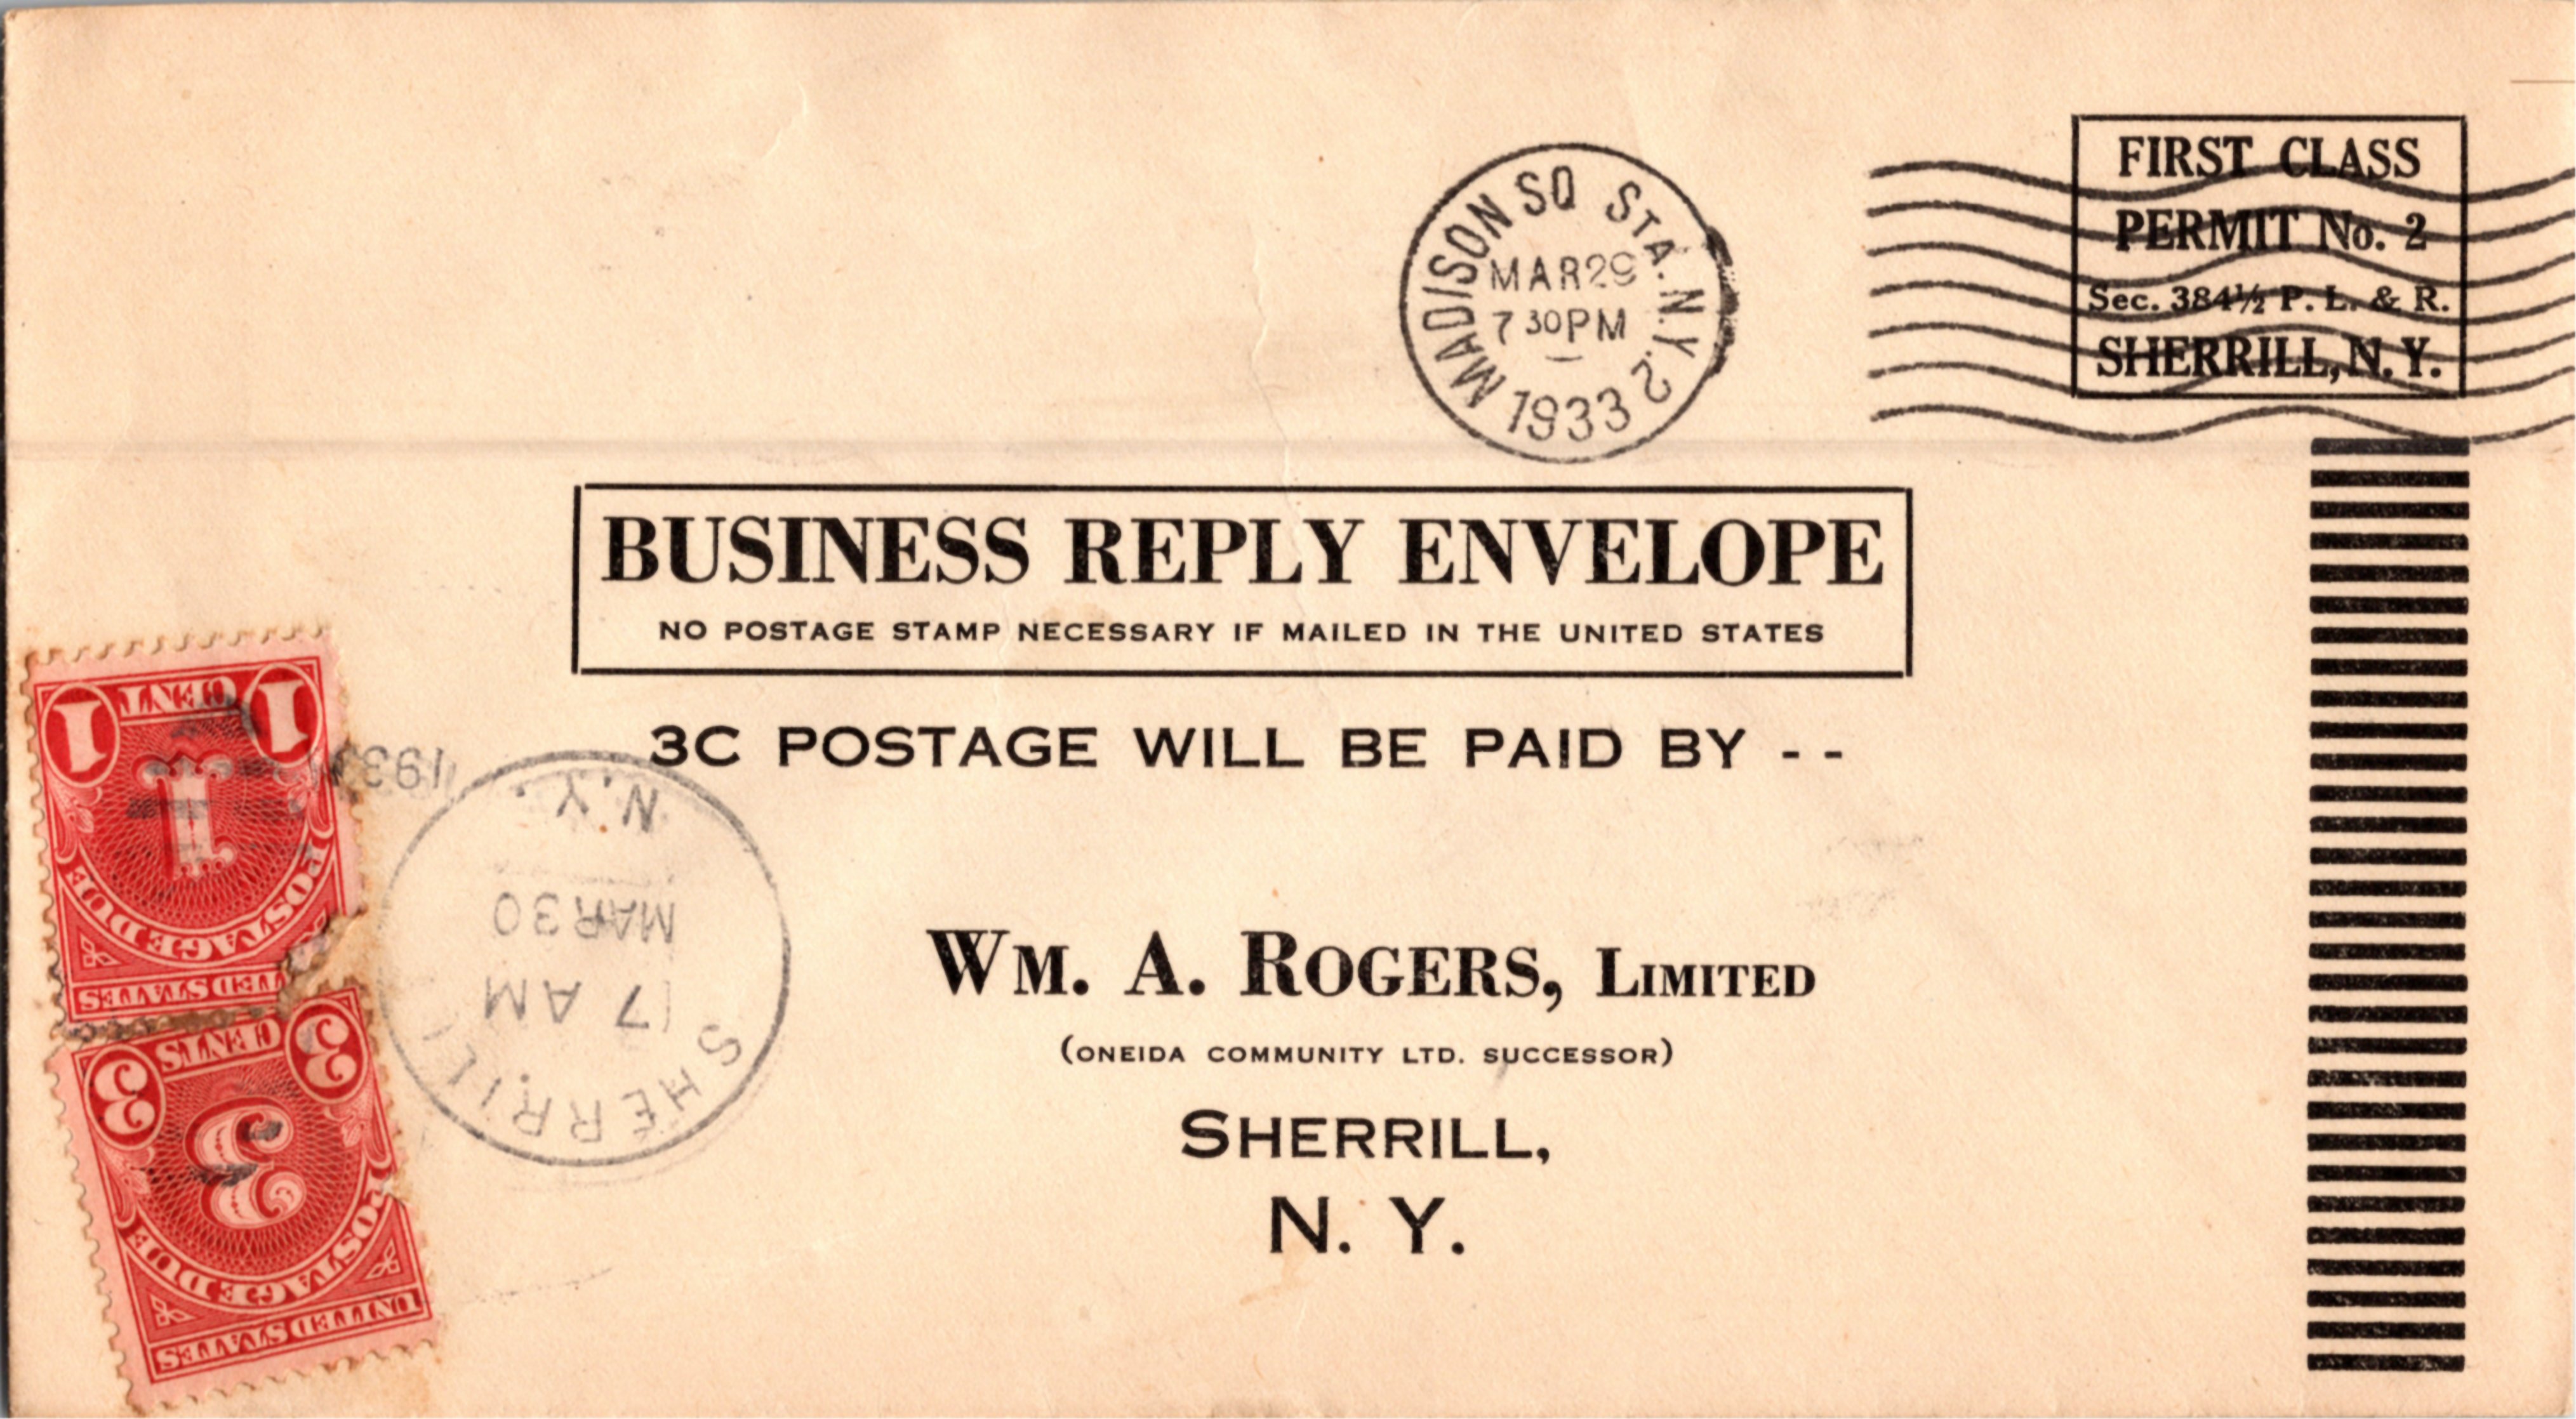 MADISON SQ STA. N.Y. 2
MAR 29
7 30 PM
1933
FIRST CLASS
PERMIT No. 2
Sec. 384½ P. L. & R.
SHERRILL, N. Y.
BUSINESS REPLY ENVELOPE
NO POSTAGE STAMP NECESSARY IF MAILED IN THE UNITED STATES
3C POSTAGE WILL BE PAID BY - -
WM. A. ROGERS, LIMITED
(ONEIDA COMMUNITY LTD. SUCCESSOR)
SHERRILL,
N. Y.
SHERRILL
7 AM
MAR 30
N.Y.
UNITED STATES
POSTAGE DUE
3
3 CENTS 3
TED STATES
POSTAGE DUE
1
1 CENT 1